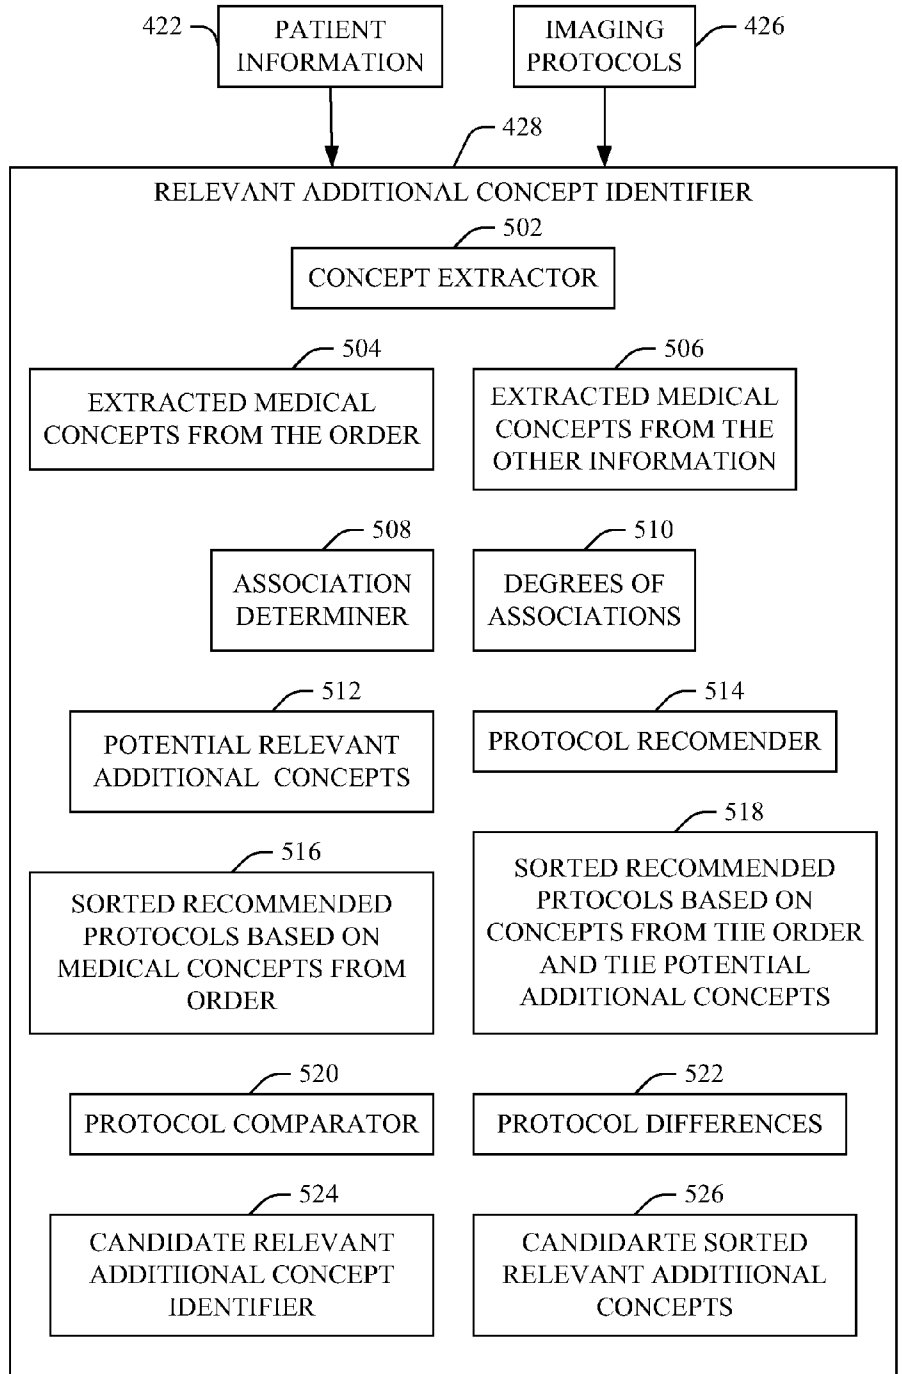 422
PATIENT
INFORMATION
IMAGING
PROTOCOLS
426
428
RELEVANT ADDITIONAL CONCEPT IDENTIFIER
502
CONCEPT EXTRACTOR
504
EXTRACTED MEDICAL
CONCEPTS FROM THE ORDER
506
EXTRACTED MEDICAL
CONCEPTS FROM THE
OTHER INFORMATION
508
ASSOCIATION
DETERMINER
510
DEGREES OF
ASSOCIATIONS
512
POTENTIAL RELEVANT
ADDITIONAL CONCEPTS
514
PROTOCOL RECOMENDER
516
SORTED RECOMMENDED
PROTOCOLS BASED ON
MEDICAL CONCEPTS FROM
ORDER
518
SORTED RECOMMENDED
PRTOCOLS BASED ON
CONCEPTS FROM THE ORDER
AND THE POTENTIAL
ADDITIONAL CONCEPTS
520
PROTOCOL COMPARATOR
522
PROTOCOL DIFFERENCES
524
CANDIDATE RELEVANT
ADDITIIONAL CONCEPT
IDENTIFIER
526
CANDIDARTE SORTED
RELEVANT ADDITIIONAL
CONCEPTS